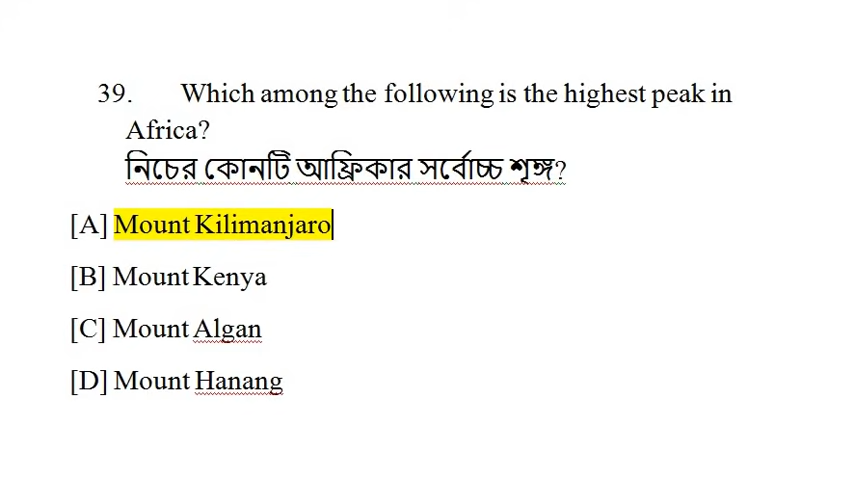 39. Which among the following is the highest peak in
Africa?
নিচের কোনটি আফ্রিকার সর্বোচ্চ শৃঙ্গ?
[A] Mount Kilimanjaro
[B] Mount Kenya
[C] Mount Algan
[D] Mount Hanang